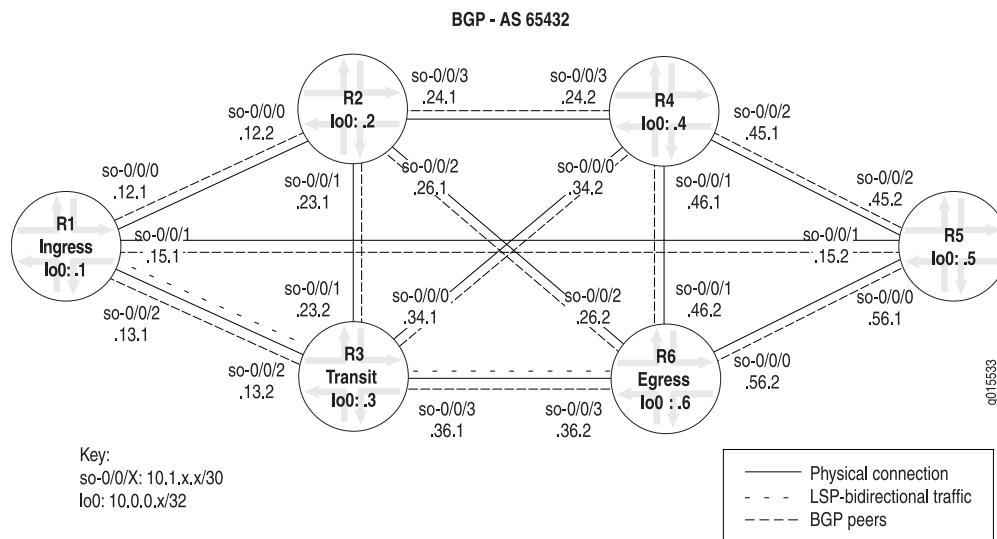 BGP - AS 65432
so-0/0/3
.24.1
so-0/0/3
.24.2
R2
lo0: .2
R4
lo0: .4
so-0/0/0
.12.2
so-0/0/2
.45.1
so-0/0/0
.12.1
so-0/0/2
.26.1
so-0/0/0
.34.2
so-0/0/1
.23.1
so-0/0/1
.46.1
so-0/0/2
.45.2
R1
Ingress
lo0: .1
so-0/0/1
.15.1
so-0/0/1
.15.2
R5
lo0: .5
so-0/0/2
.13.1
so-0/0/1
.23.2
so-0/0/0
.34.1
so-0/0/2
.26.2
so-0/0/1
.46.2
so-0/0/0
.56.1
so-0/0/2
.13.2
R3
Transit
lo0: .3
R6
Egress
lo0 : .6
so-0/0/0
.56.2
so-0/0/3
.36.1
so-0/0/3
.36.2
g015533
Key:
so-0/0/X: 10.1.x.x/30
lo0: 10.0.0.x/32
Physical connection
LSP-bidirectional traffic
BGP peers